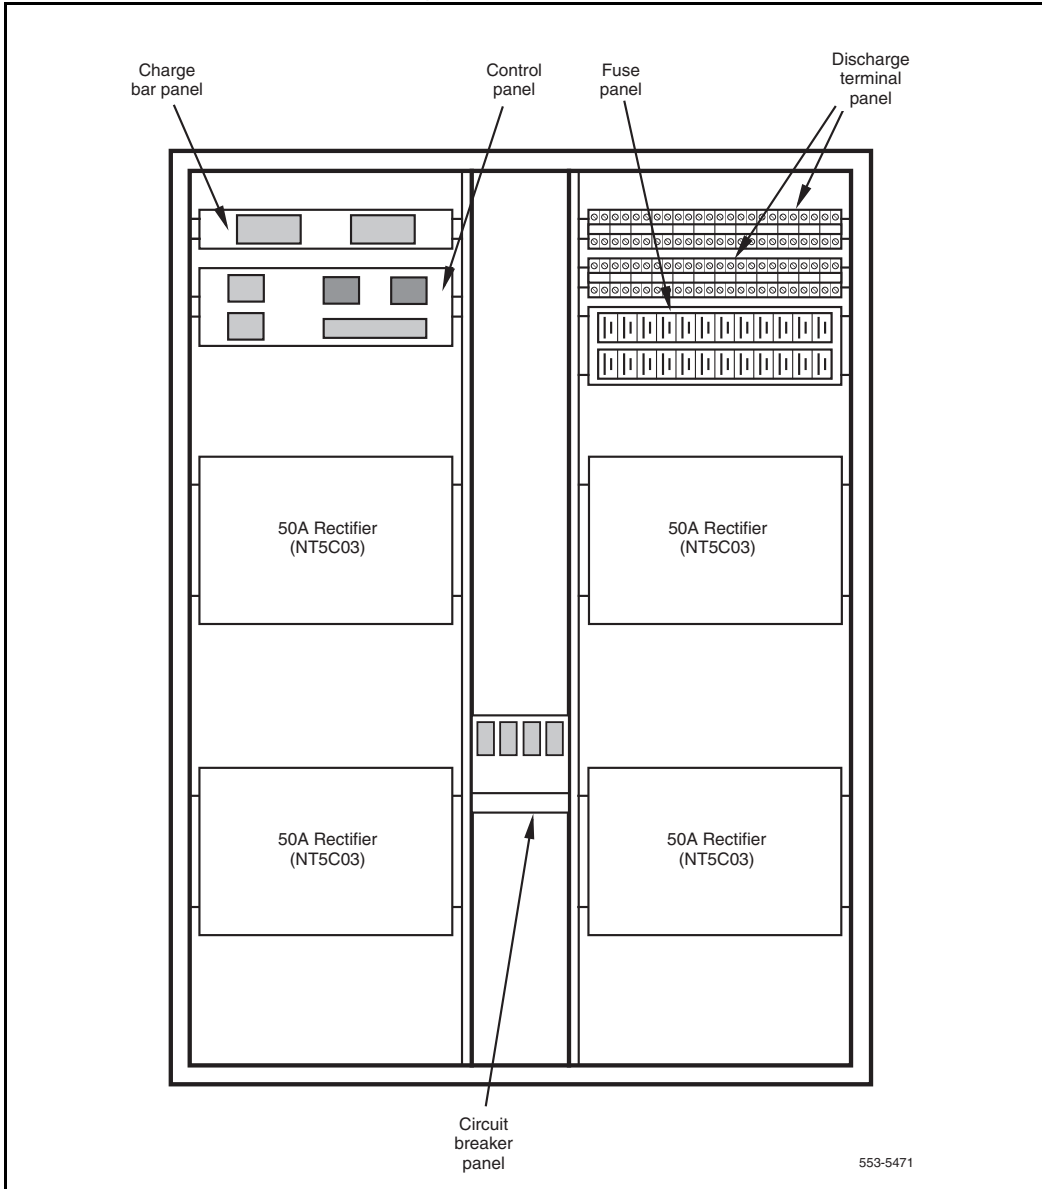 Charge
bar panel
Control
panel
Fuse
panel
Discharge
terminal
panel
50A Rectifier
(NT5C03)
50A Rectifier
(NT5C03)
50A Rectifier
(NT5C03)
50A Rectifier
(NT5C03)
Circuit
breaker
panel
553-5471